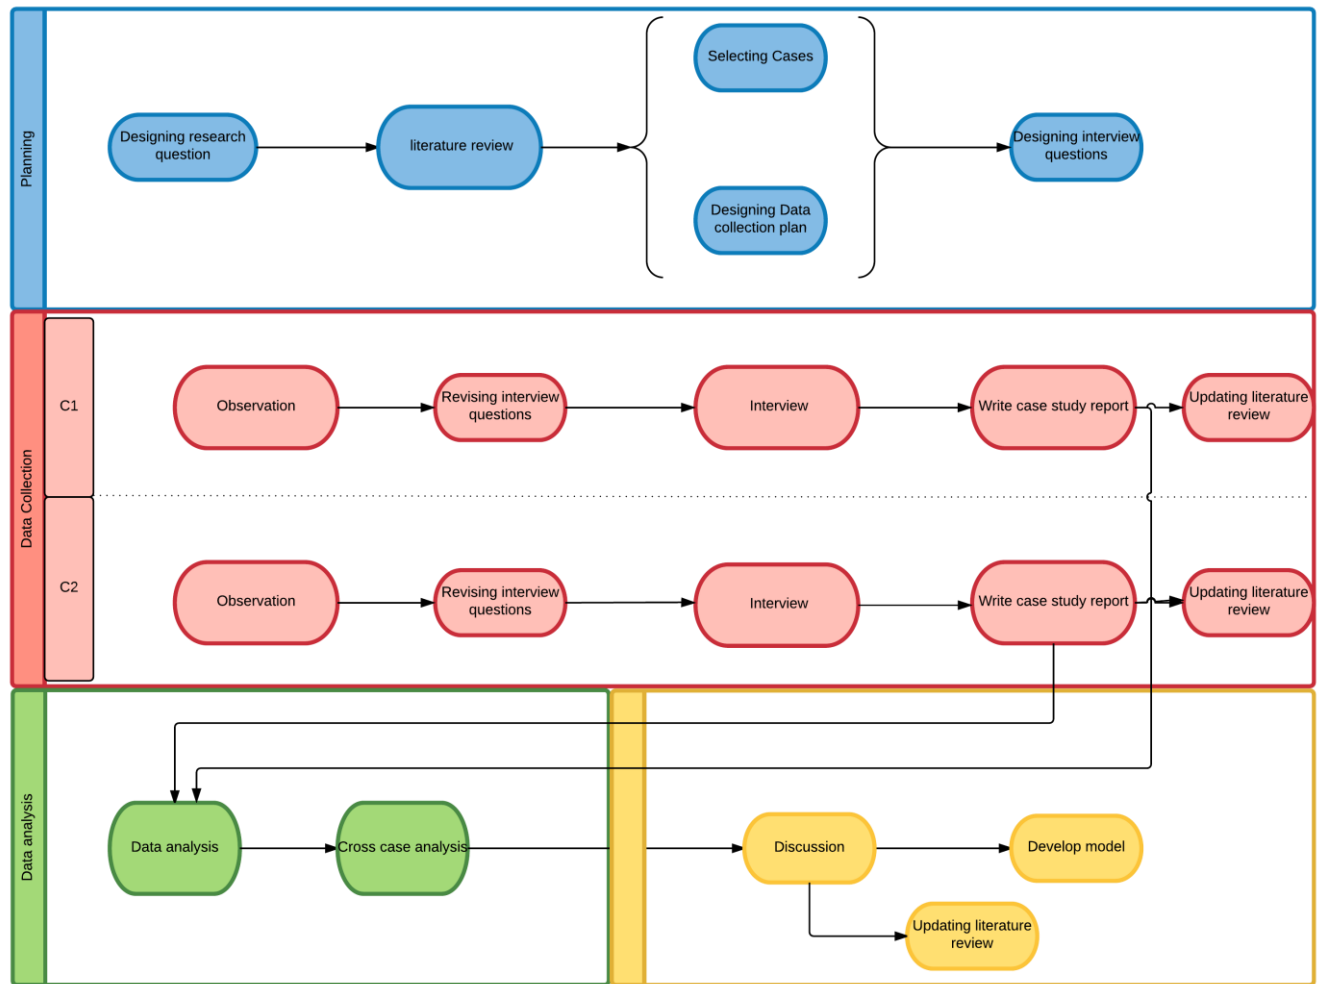 Planning
Designing research
question
literature review
Selecting Cases
Designing Data
collection plan
Designing interview
questions
Data Collection
C1
Observation
Revising interview
questions
Interview
Write case study report
Updating literature
review
C2
Observation
Revising interview
questions
Interview
Write case study report
Updating literature
review
Data analysis
Data analysis
Cross case analysis
Discussion
Develop model
Updating literature
review